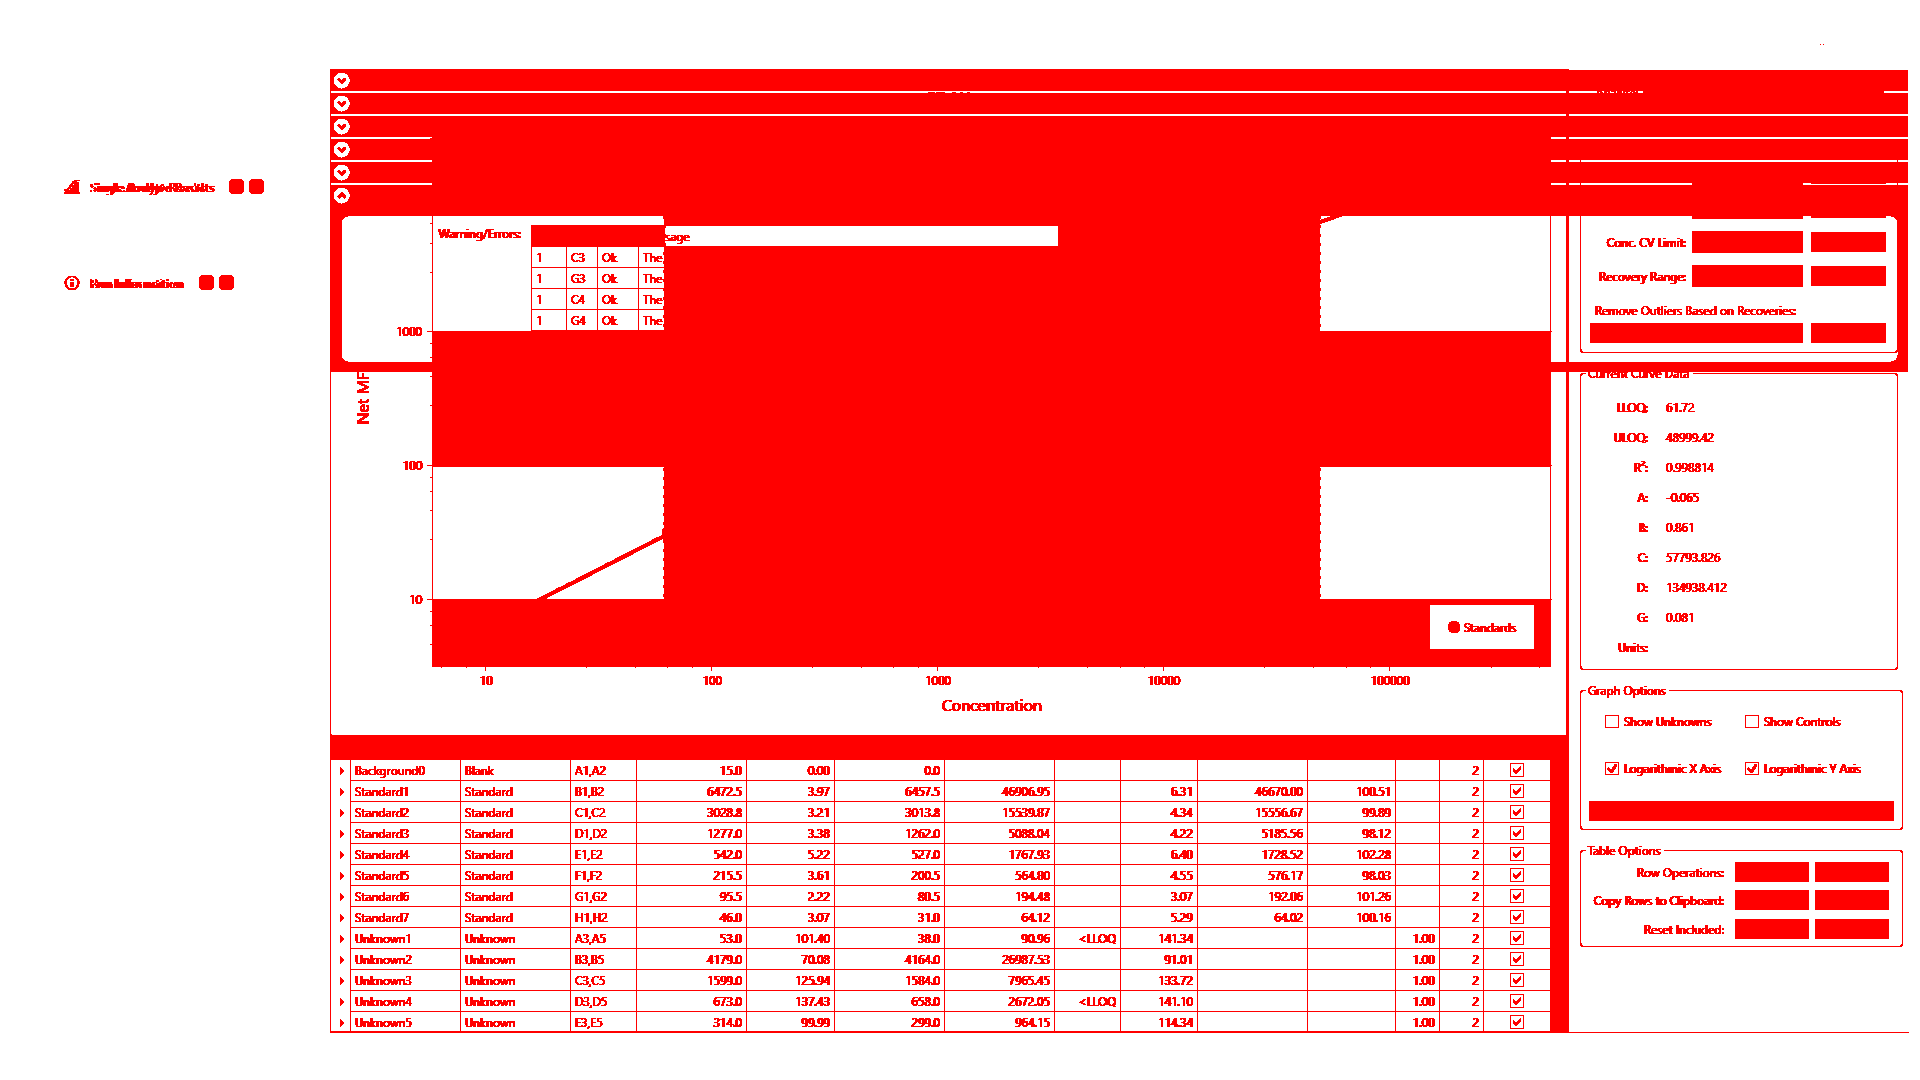 Warning/Errors:
sage
1 C3 Ok The
1 G3 Ok The
1 C4 Ok The
1 G4 Ok The
1000
100
10
Net MF
10 100 1000 10000 100000
Concentration
Standards
Conc. CV Limit:
Recovery Range:
Remove Outliers Based on Recoveries:
Current Curve Data
LLOQ: 61.72
ULOQ: 48999.42
R²: 0.998814
A: -0.065
B: 0.861
C: 57793.826
D: 134938.412
G: 0.081
Units:
Graph Options
Show Unknowns Show Controls
Logarithmic X Axis Logarithmic Y Axis
Table Options
Row Operations:
Copy Rows to Clipboard:
Reset Included:
Background0 Blank A1,A2 15.0 0.00 0.0 2
Standard1 Standard B1,B2 6472.5 3.97 6457.5 46906.95 6.31 46670.00 100.51 2
Standard2 Standard C1,C2 3028.8 3.21 3013.8 15539.87 4.34 15556.67 99.89 2
Standard3 Standard D1,D2 1277.0 3.38 1262.0 5088.04 4.22 5185.56 98.12 2
Standard4 Standard E1,E2 542.0 5.22 527.0 1767.93 6.40 1728.52 102.28 2
Standard5 Standard F1,F2 215.5 3.61 200.5 564.80 4.55 576.17 98.03 2
Standard6 Standard G1,G2 95.5 2.22 80.5 194.48 3.07 192.06 101.26 2
Standard7 Standard H1,H2 46.0 3.07 31.0 64.12 5.29 64.02 100.16 2
Unknown1 Unknown A3,A5 53.0 101.40 38.0 90.96 <LLOQ 141.34 1.00 2
Unknown2 Unknown B3,B5 4179.0 70.08 4164.0 26987.53 91.01 1.00 2
Unknown3 Unknown C3,C5 1599.0 125.94 1584.0 7965.45 133.72 1.00 2
Unknown4 Unknown D3,D5 673.0 137.43 658.0 2672.05 <LLOQ 141.10 1.00 2
Unknown5 Unknown E3,E5 314.0 99.99 299.0 964.15 114.34 1.00 2